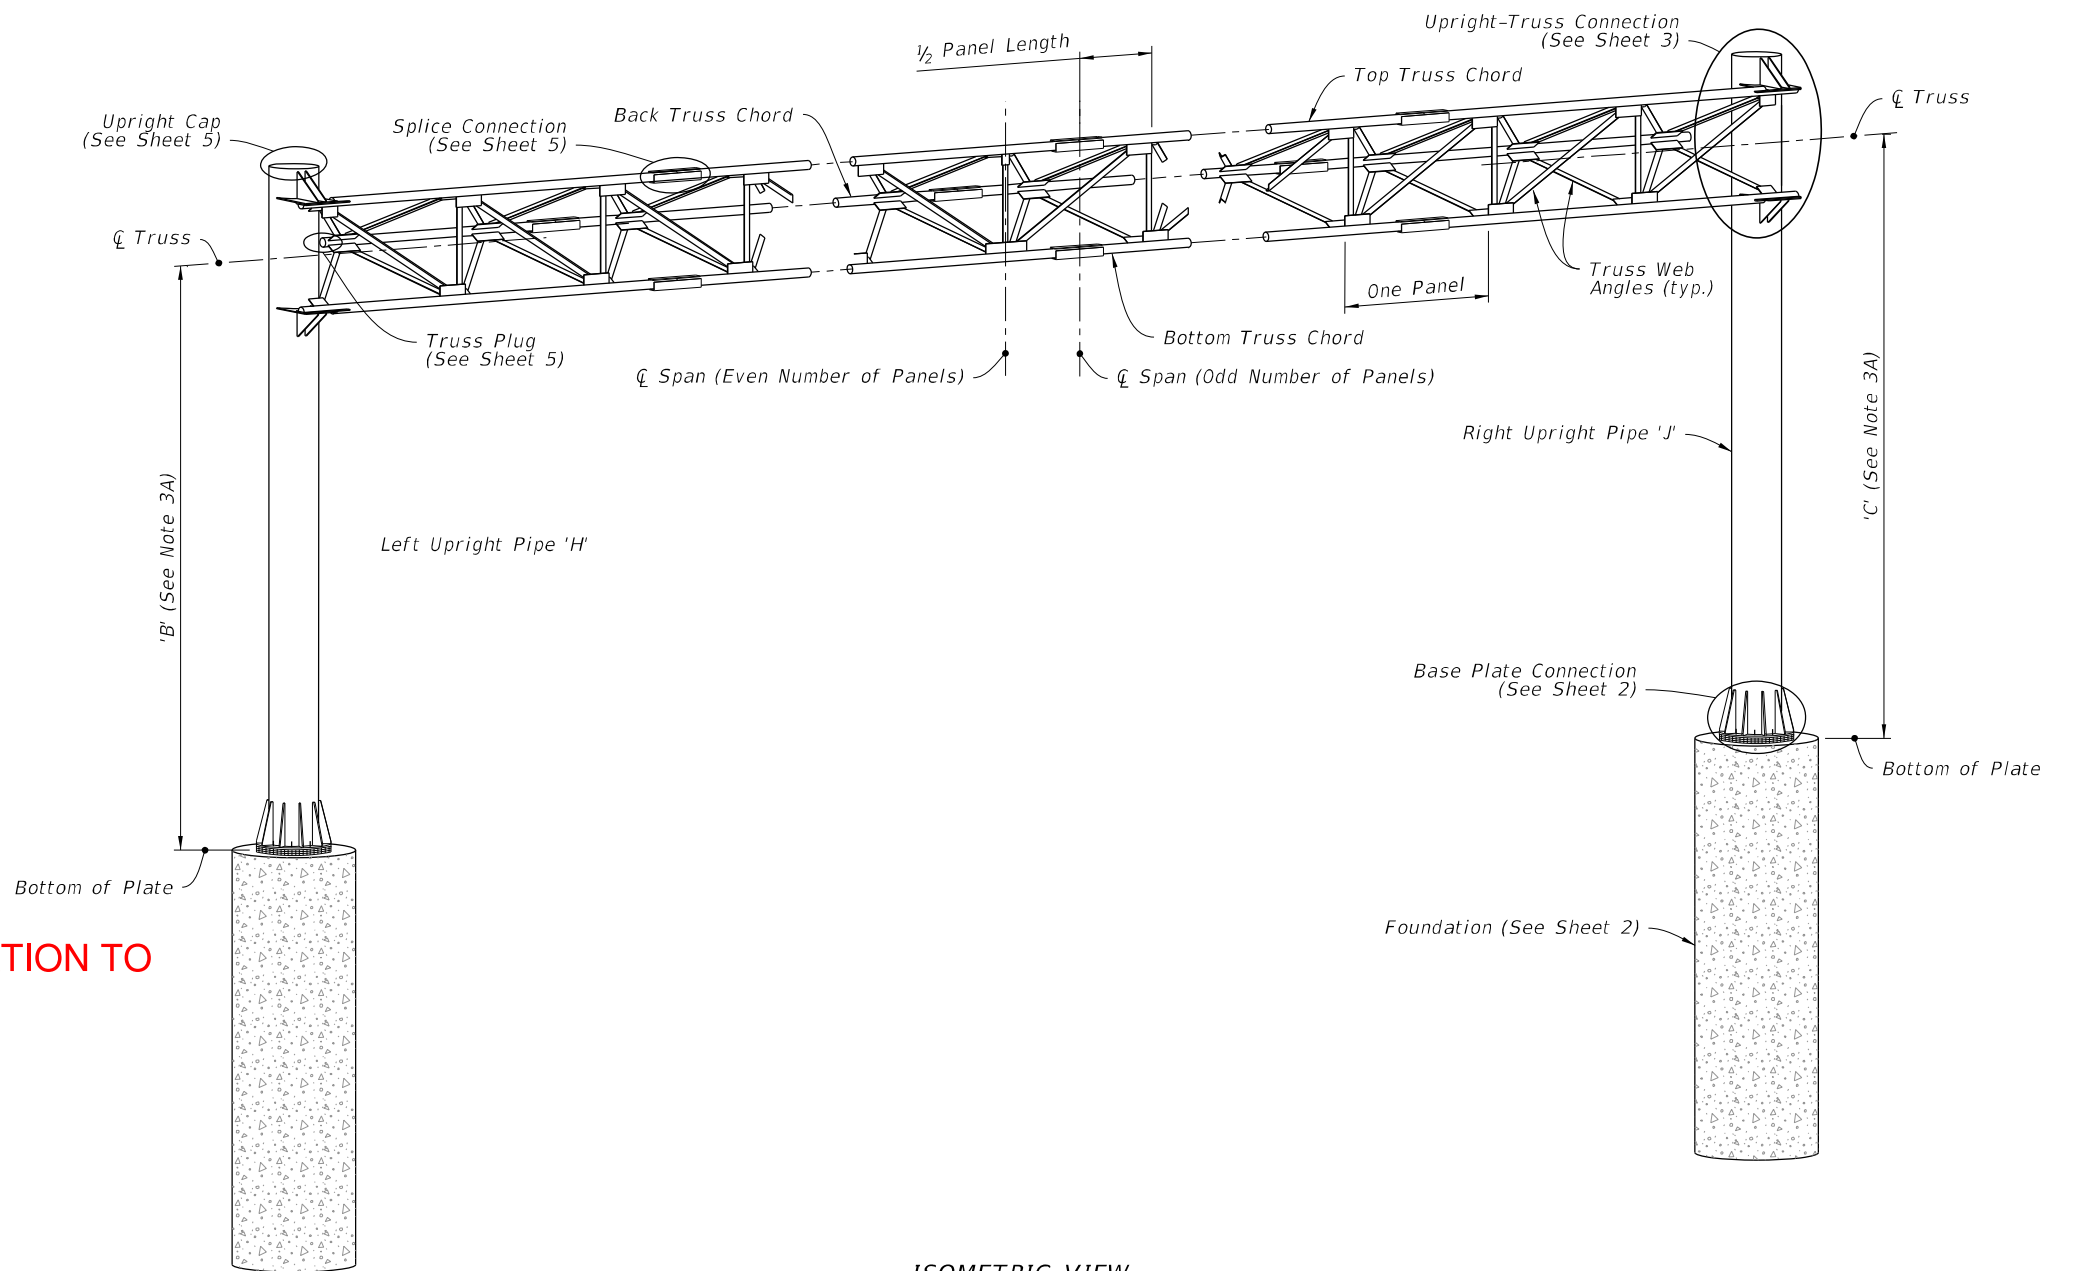 Upright-Truss Connection
(See Sheet 3)
½ Panel Length
Top Truss Chord
℄ Truss
Back Truss Chord
Upright Cap
(See Sheet 5)
Splice Connection
(See Sheet 5)
℄ Truss
Truss Web
Angles (typ.)
One Panel
Truss Plug
(See Sheet 5)
Bottom Truss Chord
℄ Span (Even Number of Panels)
℄ Span (Odd Number of Panels)
'B' (See Note 3A)
'C' (See Note 3A)
Right Upright Pipe 'J'
Left Upright Pipe 'H'
Base Plate Connection
(See Sheet 2)
Bottom of Plate
Bottom of Plate
Foundation (See Sheet 2)
TION TO
ISOMETRIC VIEW